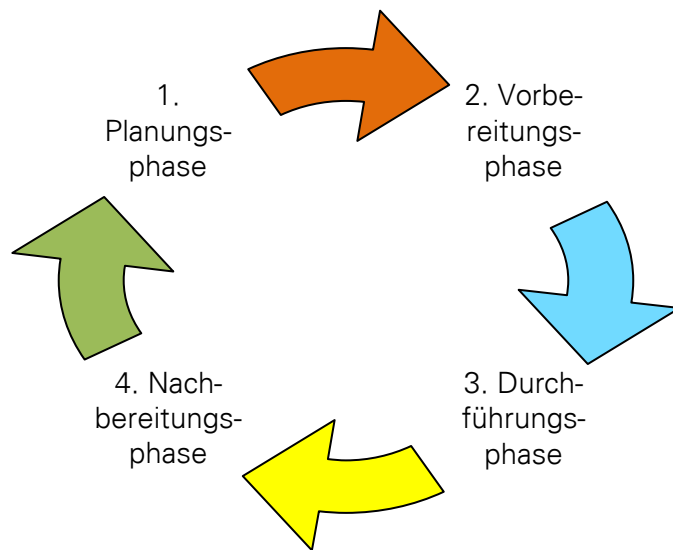 1.
Planungs-
phase
2. Vorbe-
reitungs-
phase
3. Durch-
führungs-
phase
4. Nach-
bereitungs-
phase